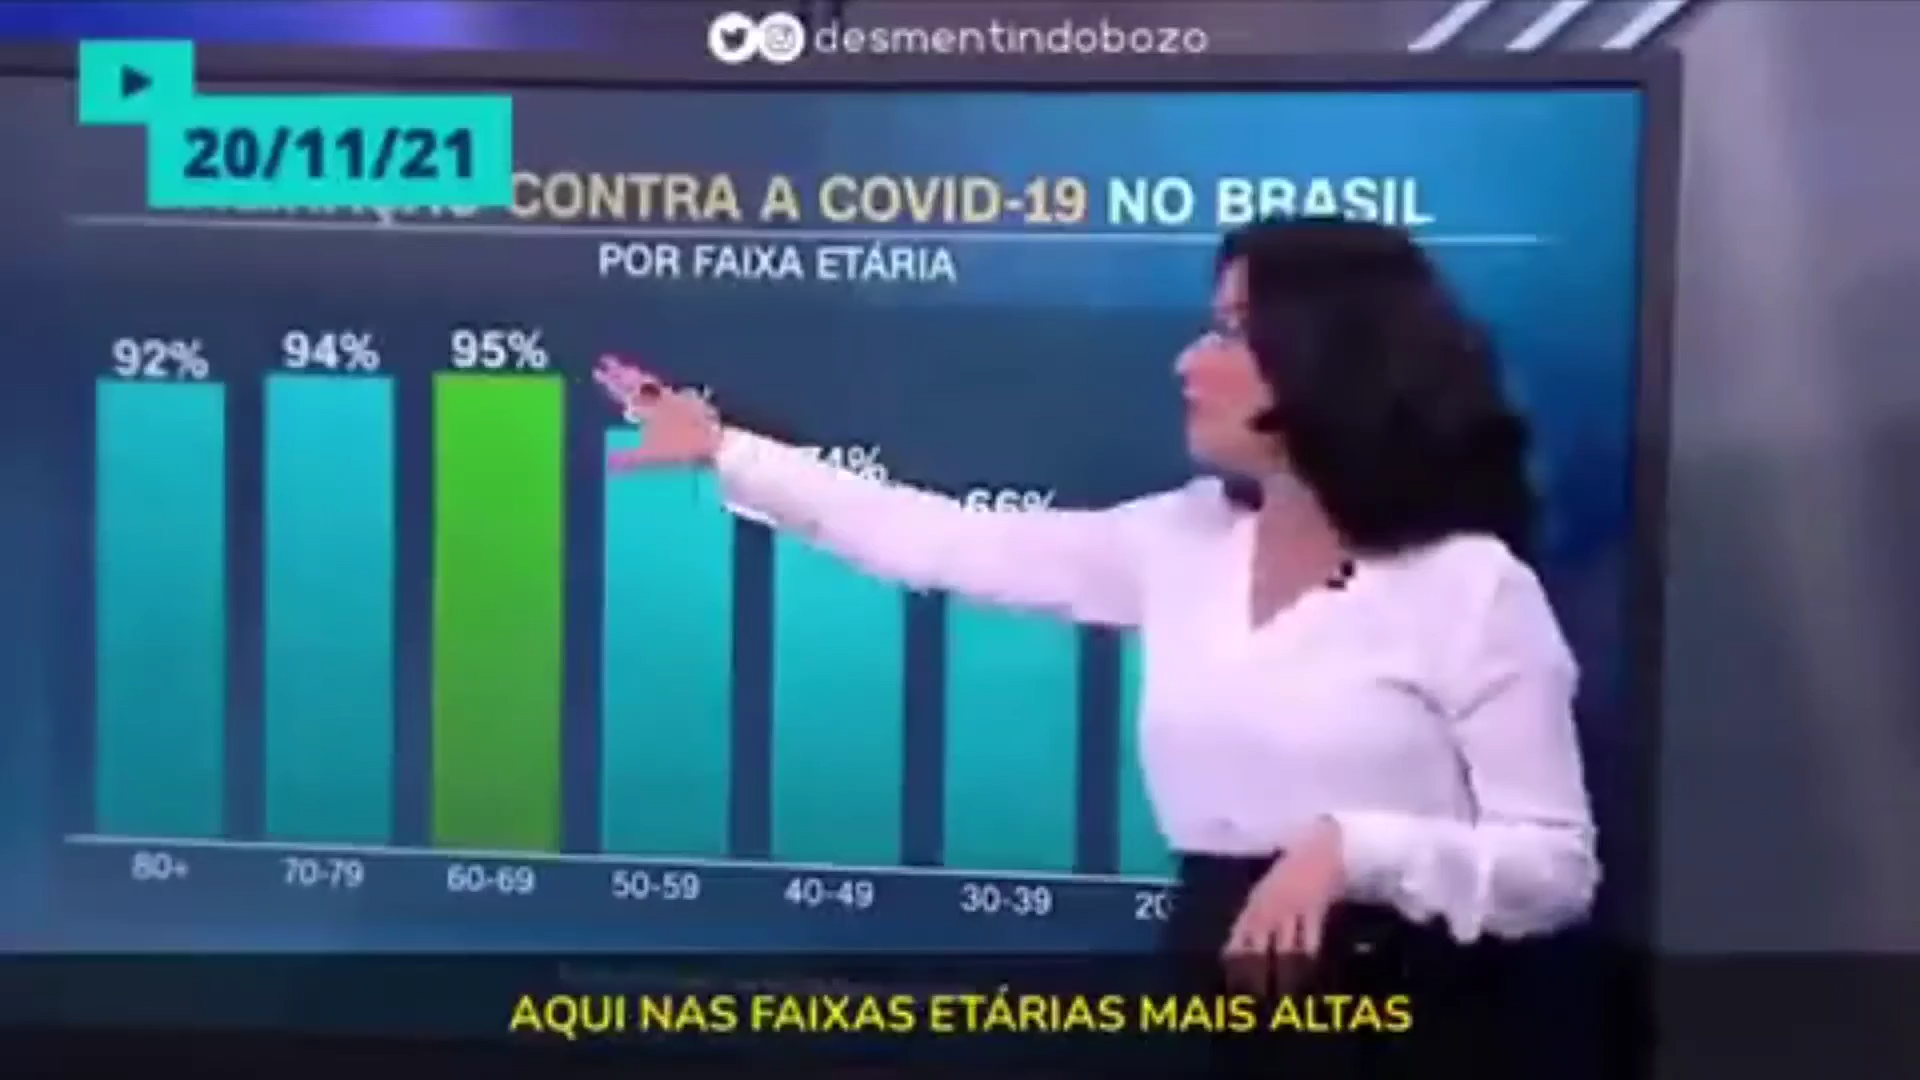 desmentindobozo
20/11/21
CONTRA A COVID-19 NO BRASIL
POR FAIXA ETÁRIA
92% 94% 95% 66%
80+ 70-79 60-69 50-59 40-49 30-39
AQUI NAS FAIXAS ETÁRIAS MAIS ALTAS